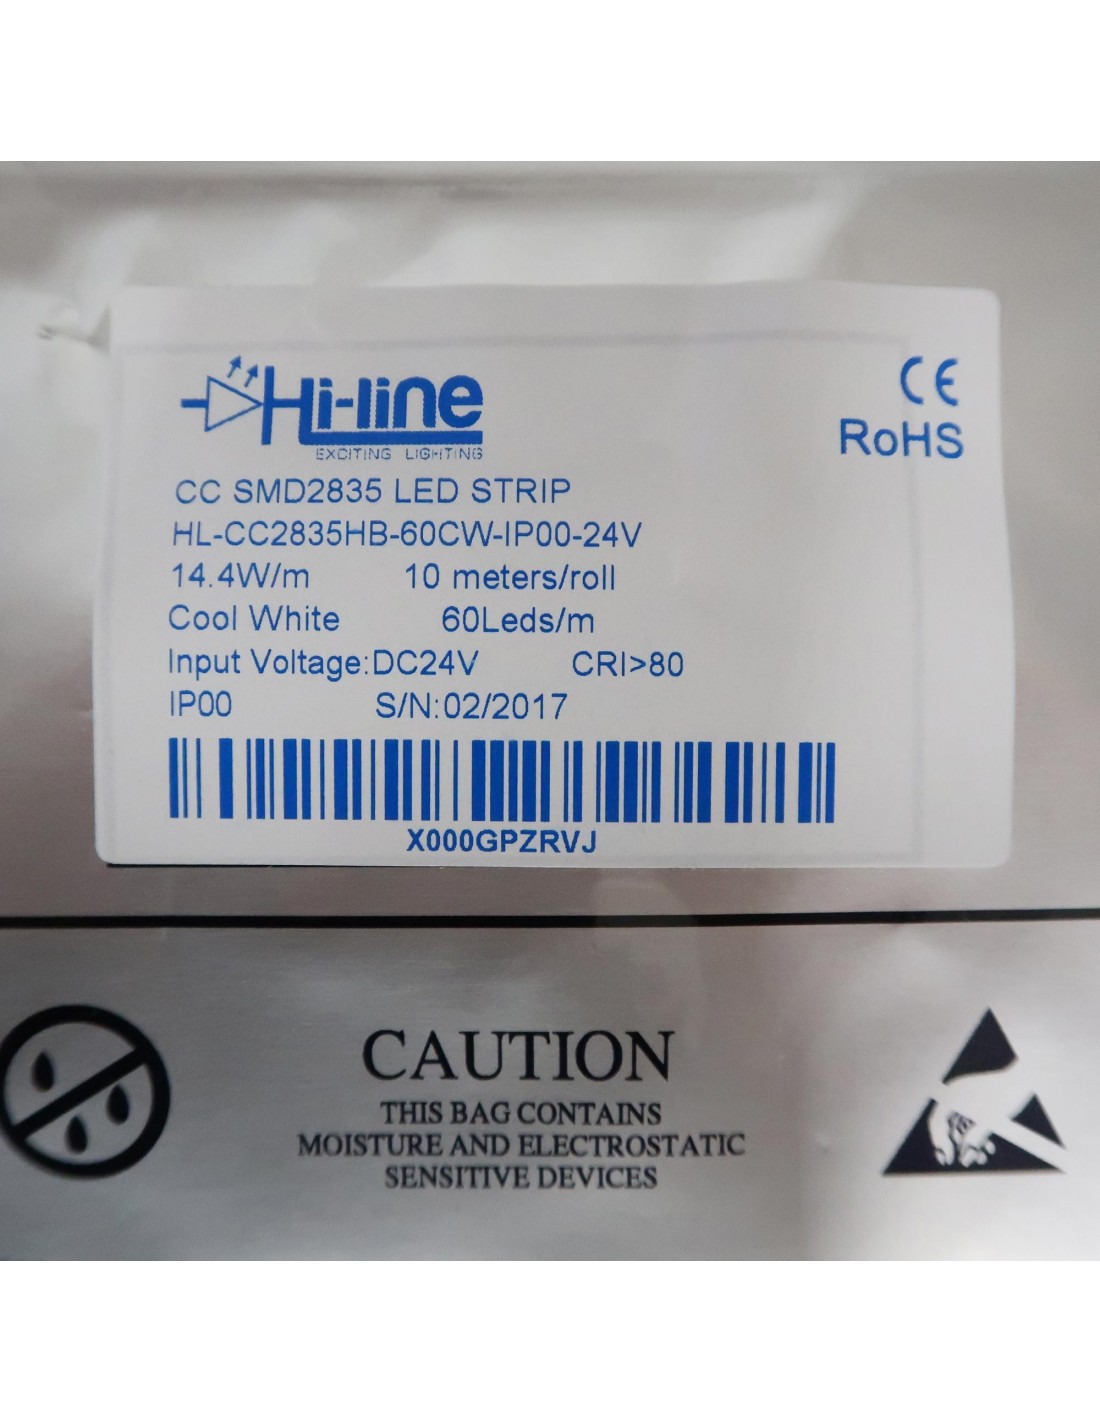 Hi-line
EXCITING LIGHTING
CE
RoHS
CC SMD2835 LED STRIP
HL-CC2835HB-60CW-IP00-24V
14.4W/m 10 meters/roll
Cool White 60Leds/m
Input Voltage:DC24V CRI>80
IP00 S/N:02/2017
X000GPZRVJ
CAUTION
THIS BAG CONTAINS
MOISTURE AND ELECTROSTATIC
SENSITIVE DEVICES